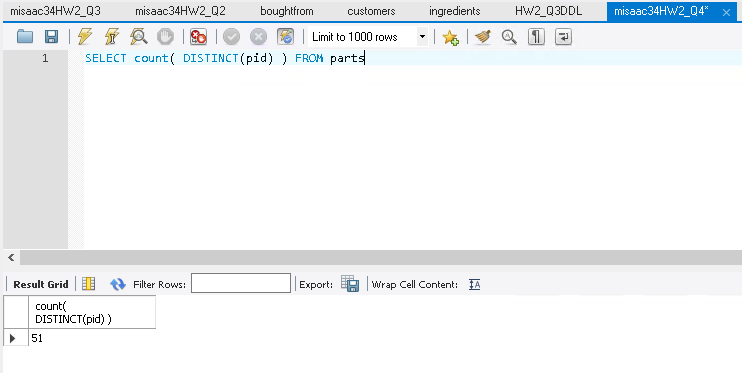 misaac34HW2_Q3 misaac34HW2_Q2 boughtfrom customers ingredients HW2_Q3DDL misaac34HW2_Q4* ×
Limit to 1000 rows
1 SELECT count( DISTINCT(pid) ) FROM parts
Result Grid Filter Rows: Export: Wrap Cell Content: IA
count(
DISTINCT(pid) )
51